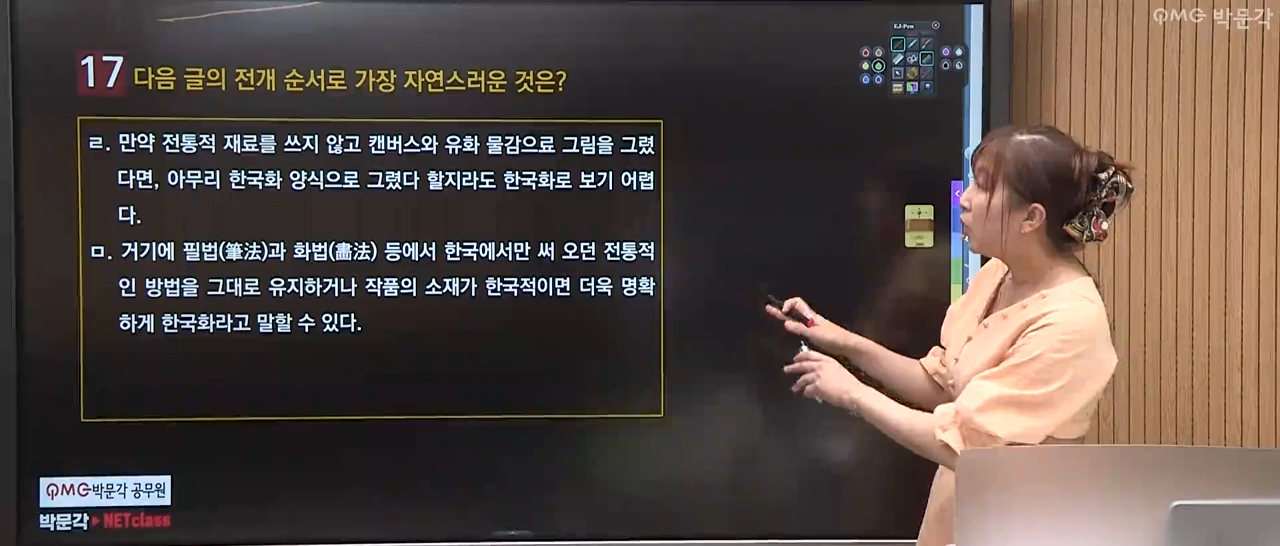 PMG 박문각
EJ-Pen
17 다음 글의 전개 순서로 가장 자연스러운 것은?
ㄹ. 만약 전통적 재료를 쓰지 않고 캔버스와 유화 물감으로 그림을 그렸
다면, 아무리 한국화 양식으로 그렸다 할지라도 한국화로 보기 어렵
다.
ㅁ. 거기에 필법(筆法)과 화법(畵法) 등에서 한국에서만 써 오던 전통적
인 방법을 그대로 유지하거나 작품의 소재가 한국적이면 더욱 명확
하게 한국화라고 말할 수 있다.
PMG박문각 공무원
박문각 NETclass